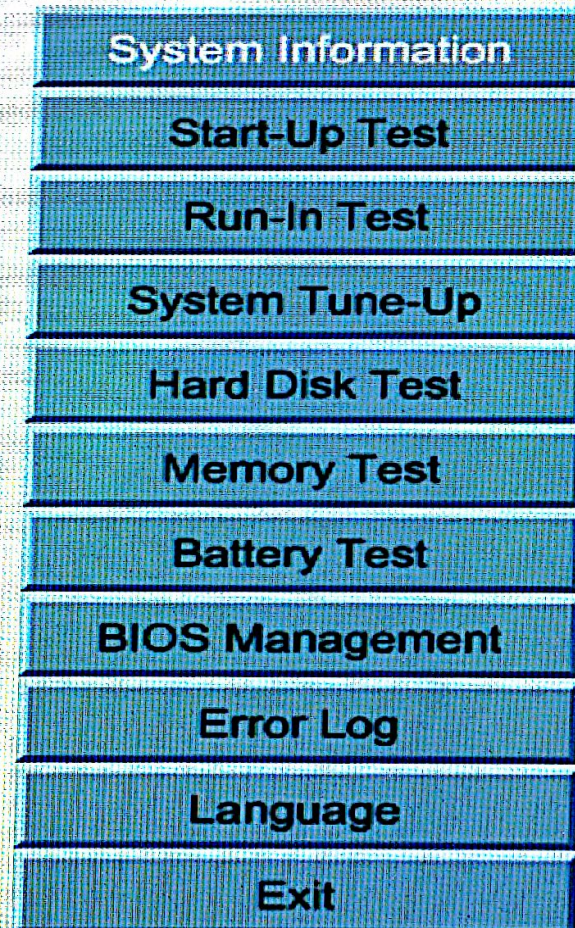 System Information
Start-Up Test
Run-In Test
System Tune-Up
Hard Disk Test
Memory Test
Battery Test
BIOS Management
Error Log
Language
Exit